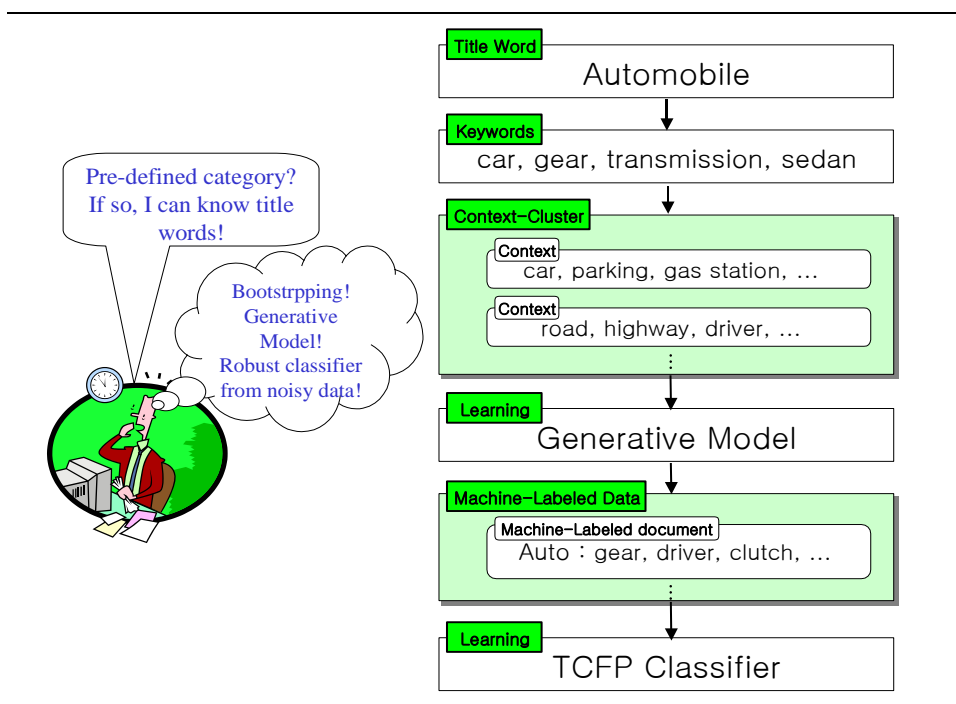 Pre-defined category?
If so, I can know title
words!
Bootstrpping!
Generative
Model!
Robust classifier
from noisy data!
Title Word
Automobile
Keywords
car, gear, transmission, sedan
Context-Cluster
Context
car, parking, gas station, ...
Context
road, highway, driver, ...
⋮
Learning
Generative Model
Machine-Labeled Data
Machine-Labeled document
Auto : gear, driver, clutch, ...
⋮
Learning
TCFP Classifier